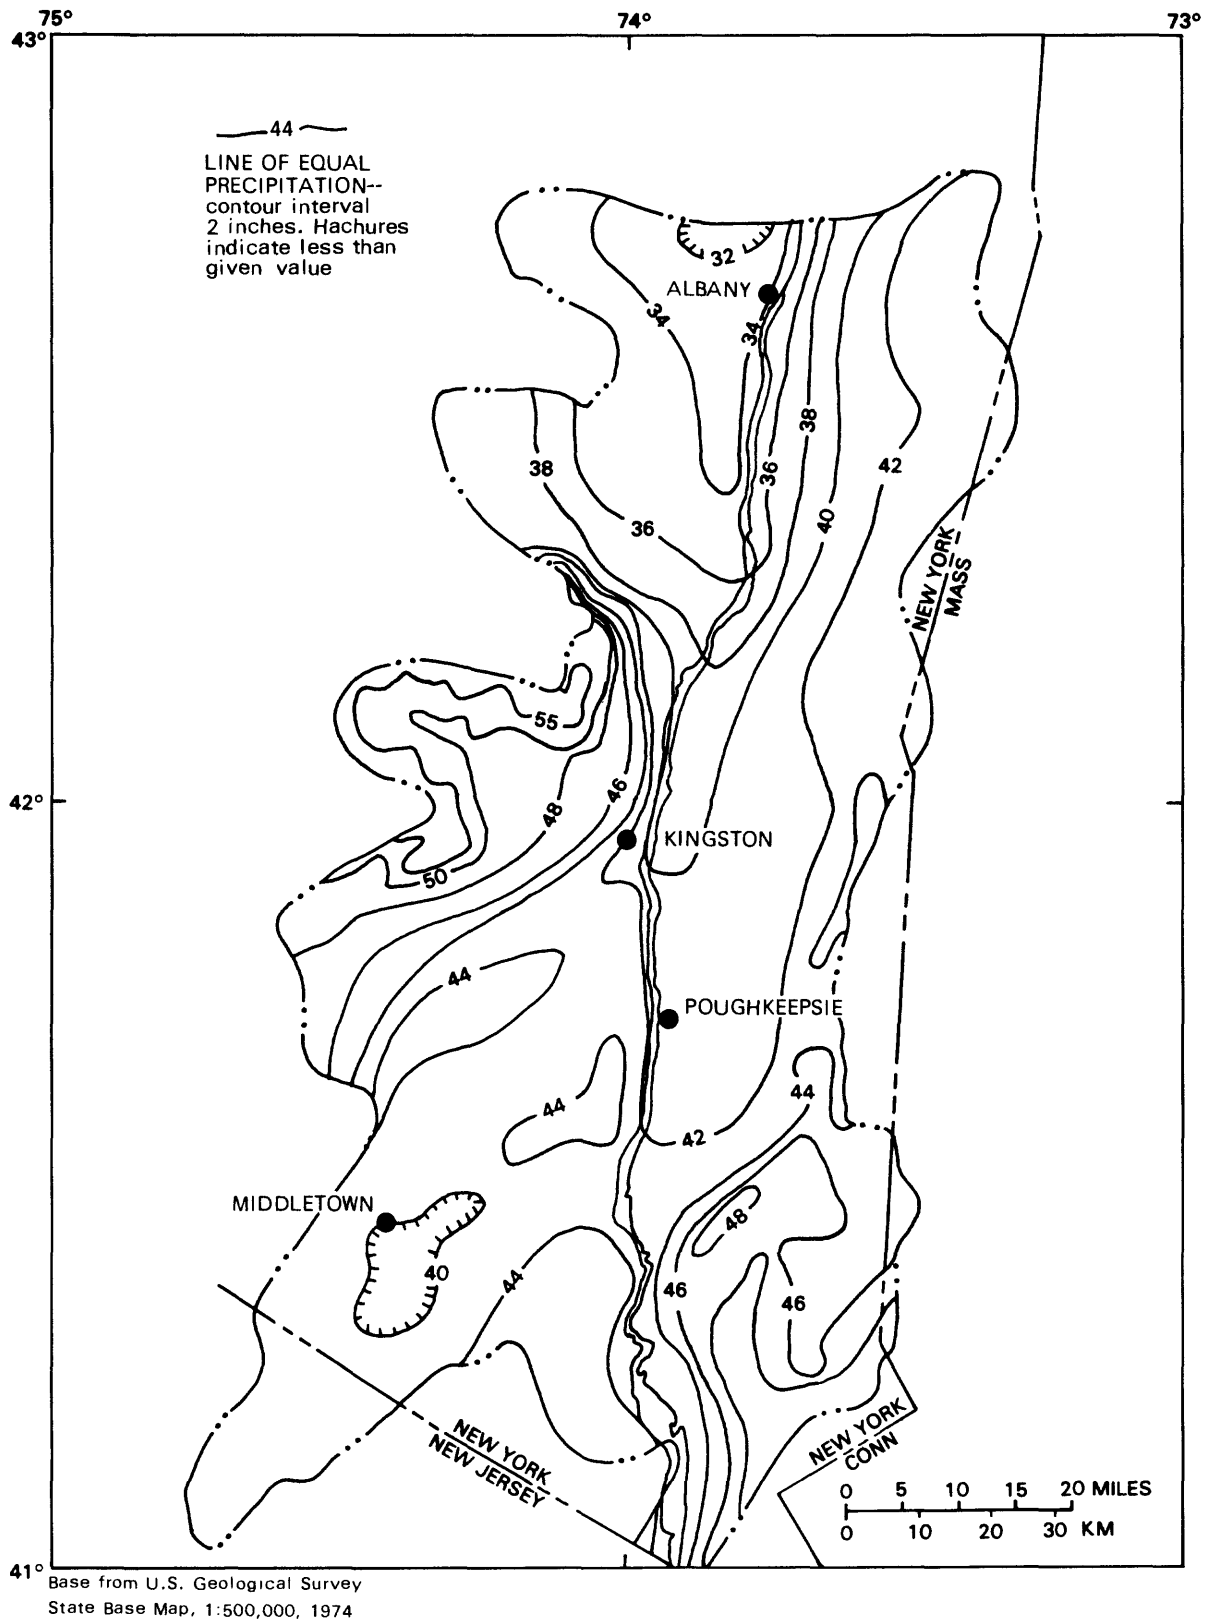 75°
74°
73°
43°
44
LINE OF EQUAL
PRECIPITATION--
contour interval
2 inches. Hachures
indicate less than
given value
32
ALBANY
34
34
38
38
36
42
36
40
NEW YORK
MASS
55
42°
48
46
KINGSTON
50
44
POUGHKEEPSIE
44
44
42
MIDDLETOWN
48
40
44
46
46
NEW YORK
NEW JERSEY
NEW YORK
CONN
0 5 10 15 20 MILES
0 10 20 30 KM
41°
Base from U.S. Geological Survey
State Base Map, 1:500,000, 1974